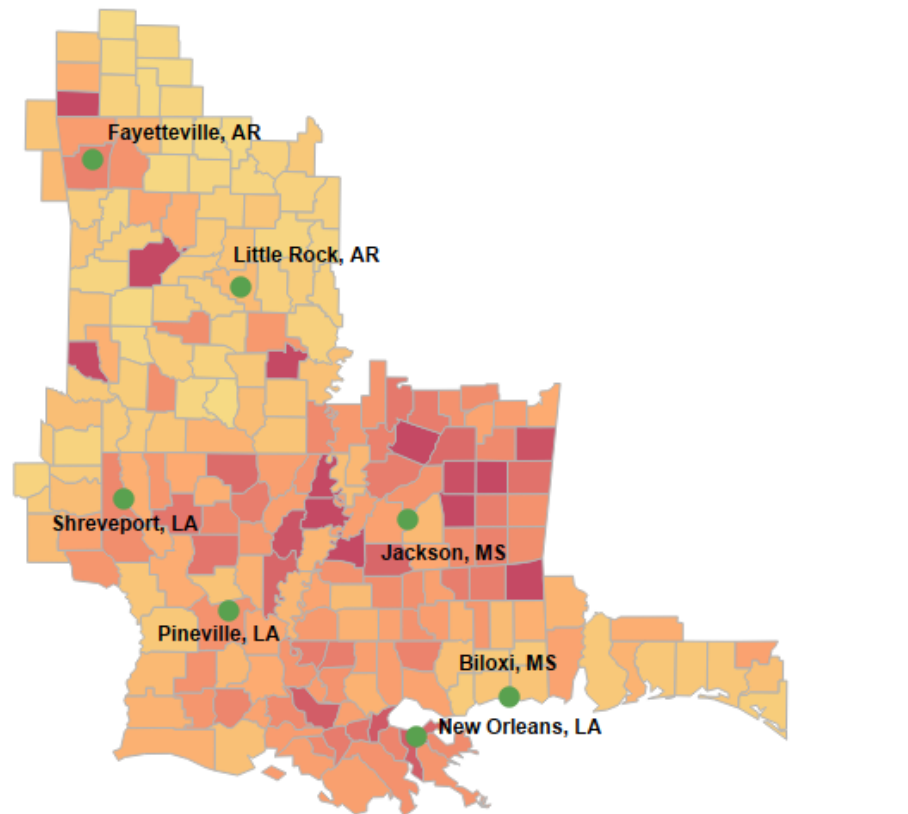 Fayetteville, AR
Little Rock, AR
Shreveport, LA
Jackson, MS
Pineville, LA
Biloxi, MS
New Orleans, LA